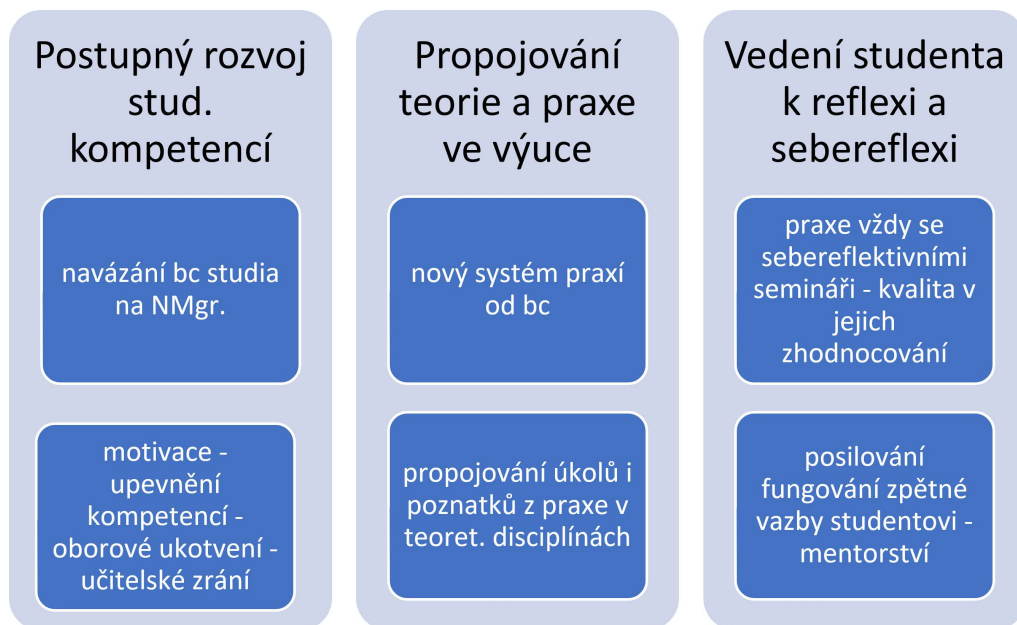 Postupný rozvoj
stud.
kompetencí
navázání bc studia
na NMgr.
motivace -
upevnění
kompetencí -
oborové ukotvení -
učitelské zrání
Propojování
teorie a praxe
ve výuce
nový systém praxí
od bc
propojování úkolů i
poznatků z praxe v
teoret. disciplínách
Vedení studenta
k reflexi a
sebereflexi
praxe vždy se
sebereflektivními
semináři - kvalita v
jejich
zhodnocování
posilování
fungování zpětné
vazby studentovi -
mentorství